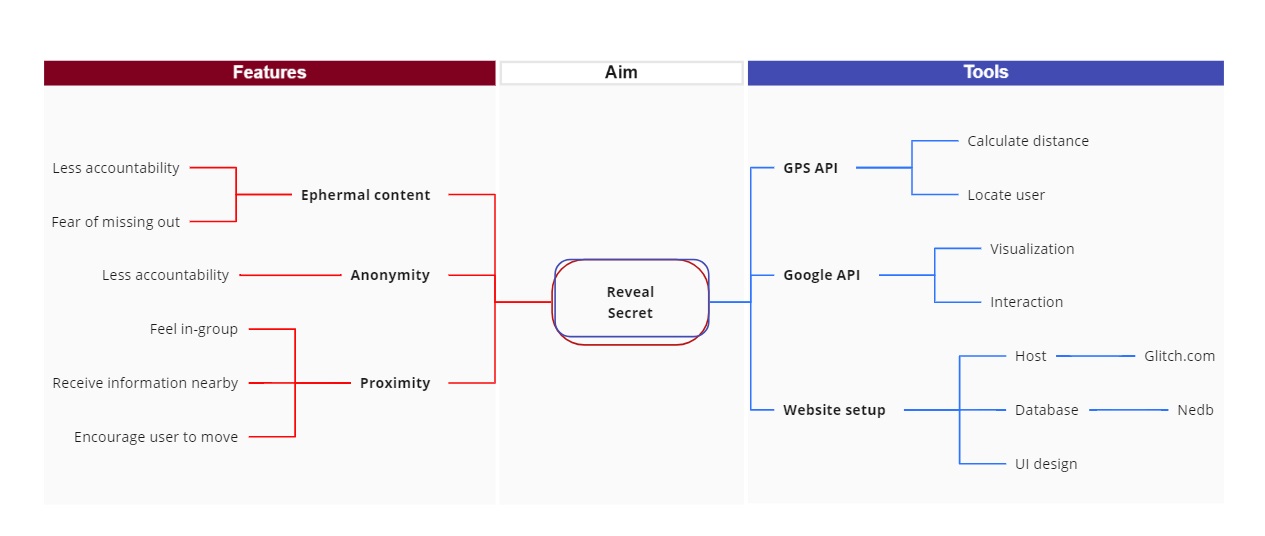 Features
Aim
Tools
Less accountability
Fear of missing out
Ephermal content
Less accountability
Anonymity
Feel in-group
Receive information nearby
Encourage user to move
Proximity
Reveal
Secret
GPS API
Calculate distance
Locate user
Google API
Visualization
Interaction
Website setup
Host
Glitch.com
Database
Nedb
UI design